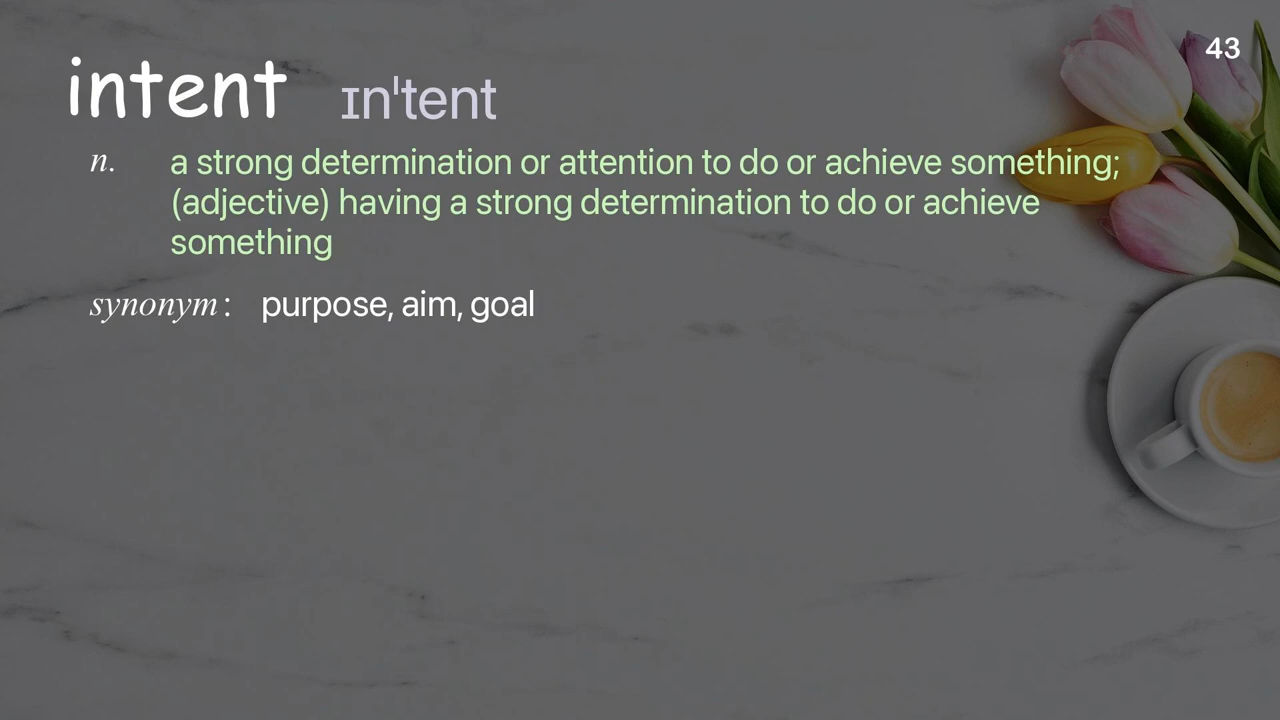 43
intent ɪn'tent
n. a strong determination or attention to do or achieve something;
(adjective) having a strong determination to do or achieve
something
synonym: purpose, aim, goal